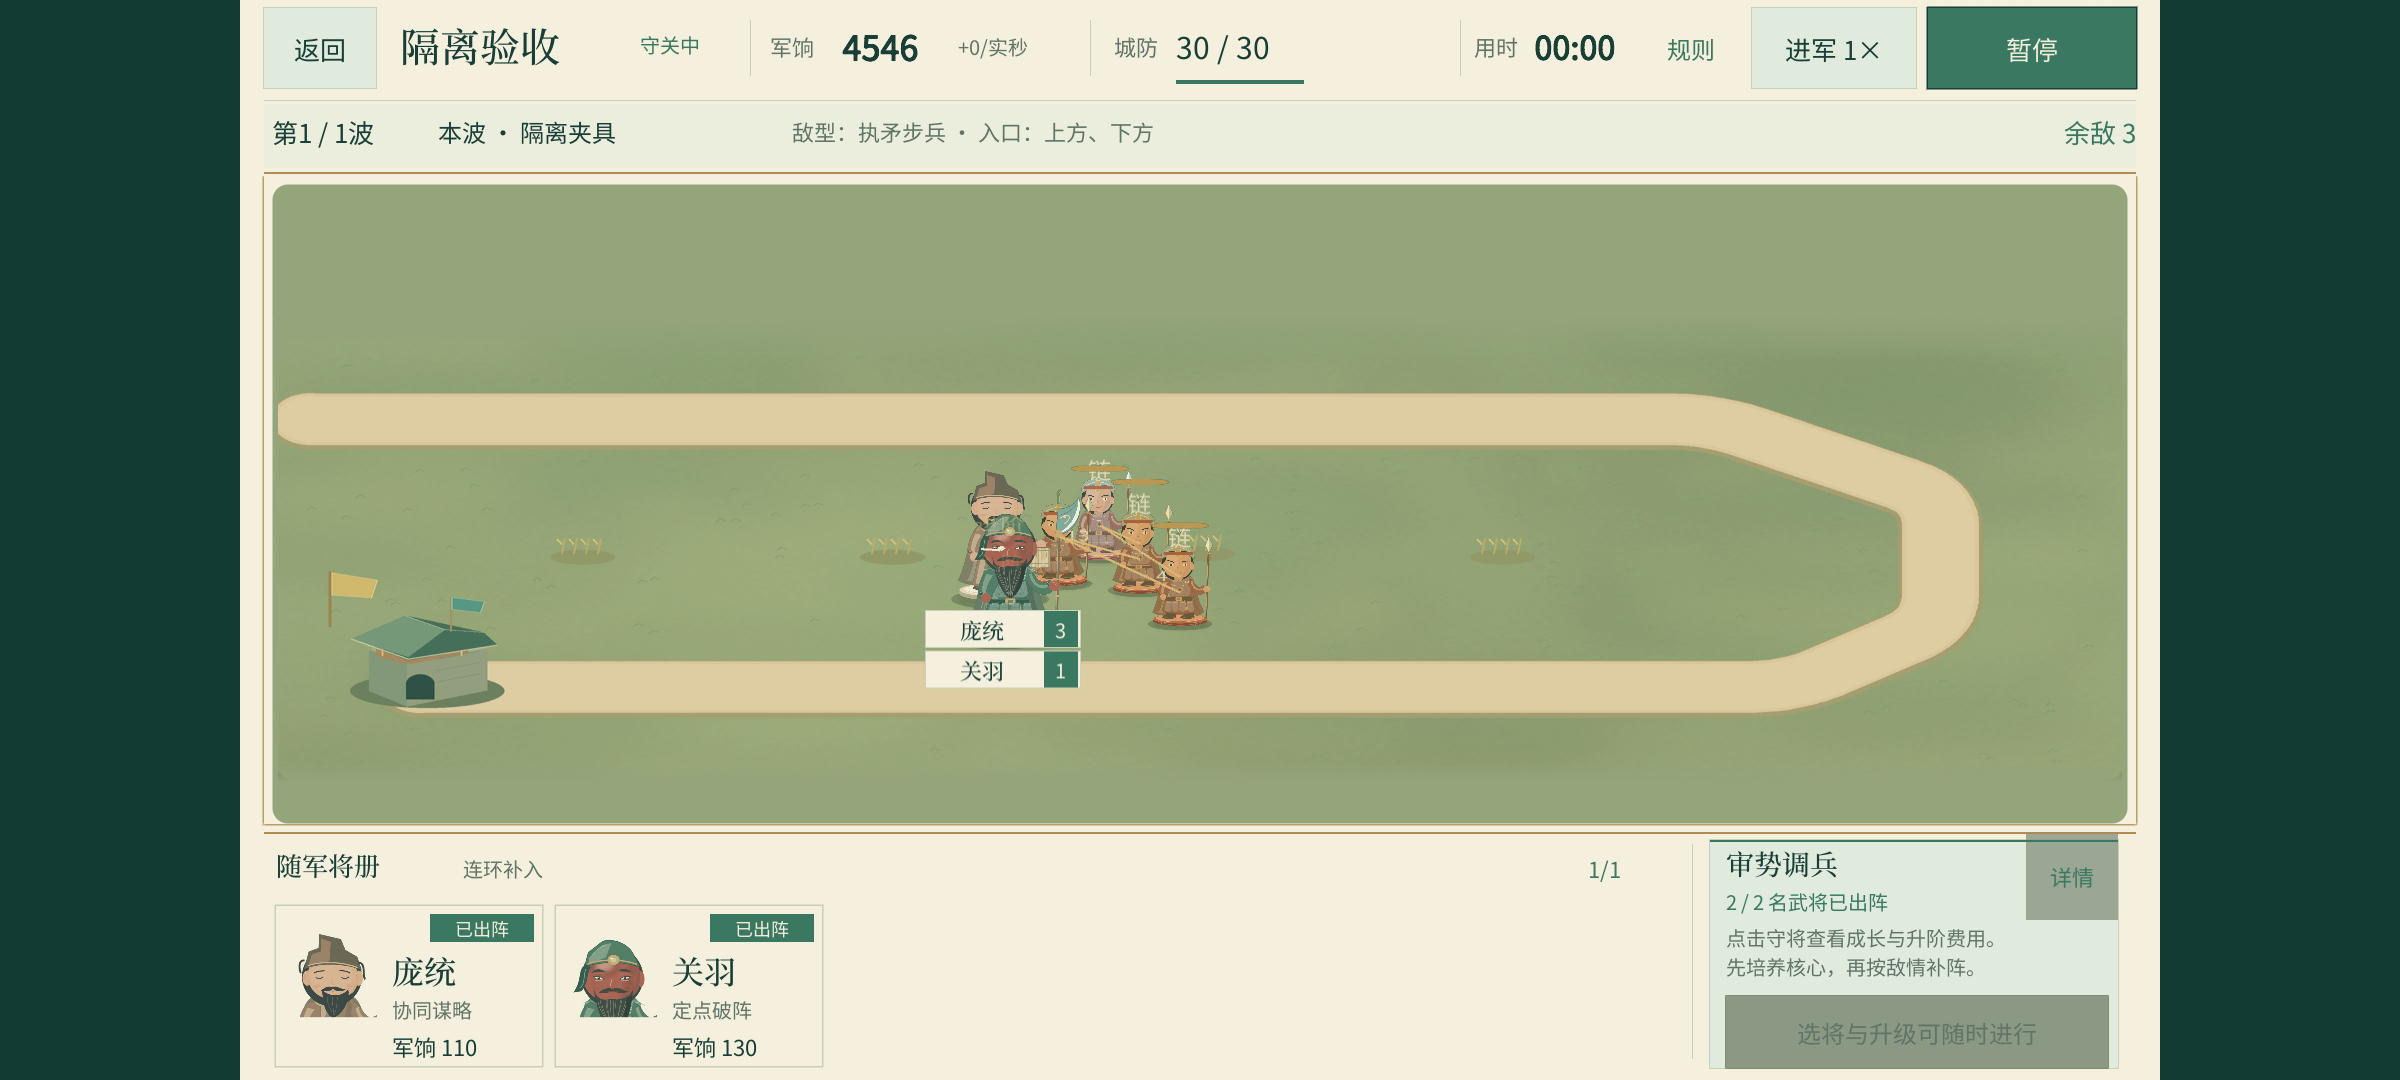 返回
隔离验收
守关中
军饷 4546 +0/实秒
城防 30 / 30
用时 00:00
规则
进军 1×
暂停
第1 / 1波
本波 · 隔离夹具
敌型：执矛步兵 · 入口：上方、下方
余敌 3
链
链
链
庞统 3
关羽 1
随军将册
连环补入
1/1
已出阵
庞统
协同谋略
军饷 110
已出阵
关羽
定点破阵
军饷 130
审势调兵
详情
2 / 2 名武将已出阵
点击守将查看成长与升阶费用。
先培养核心，再按敌情补阵。
选将与升级可随时进行